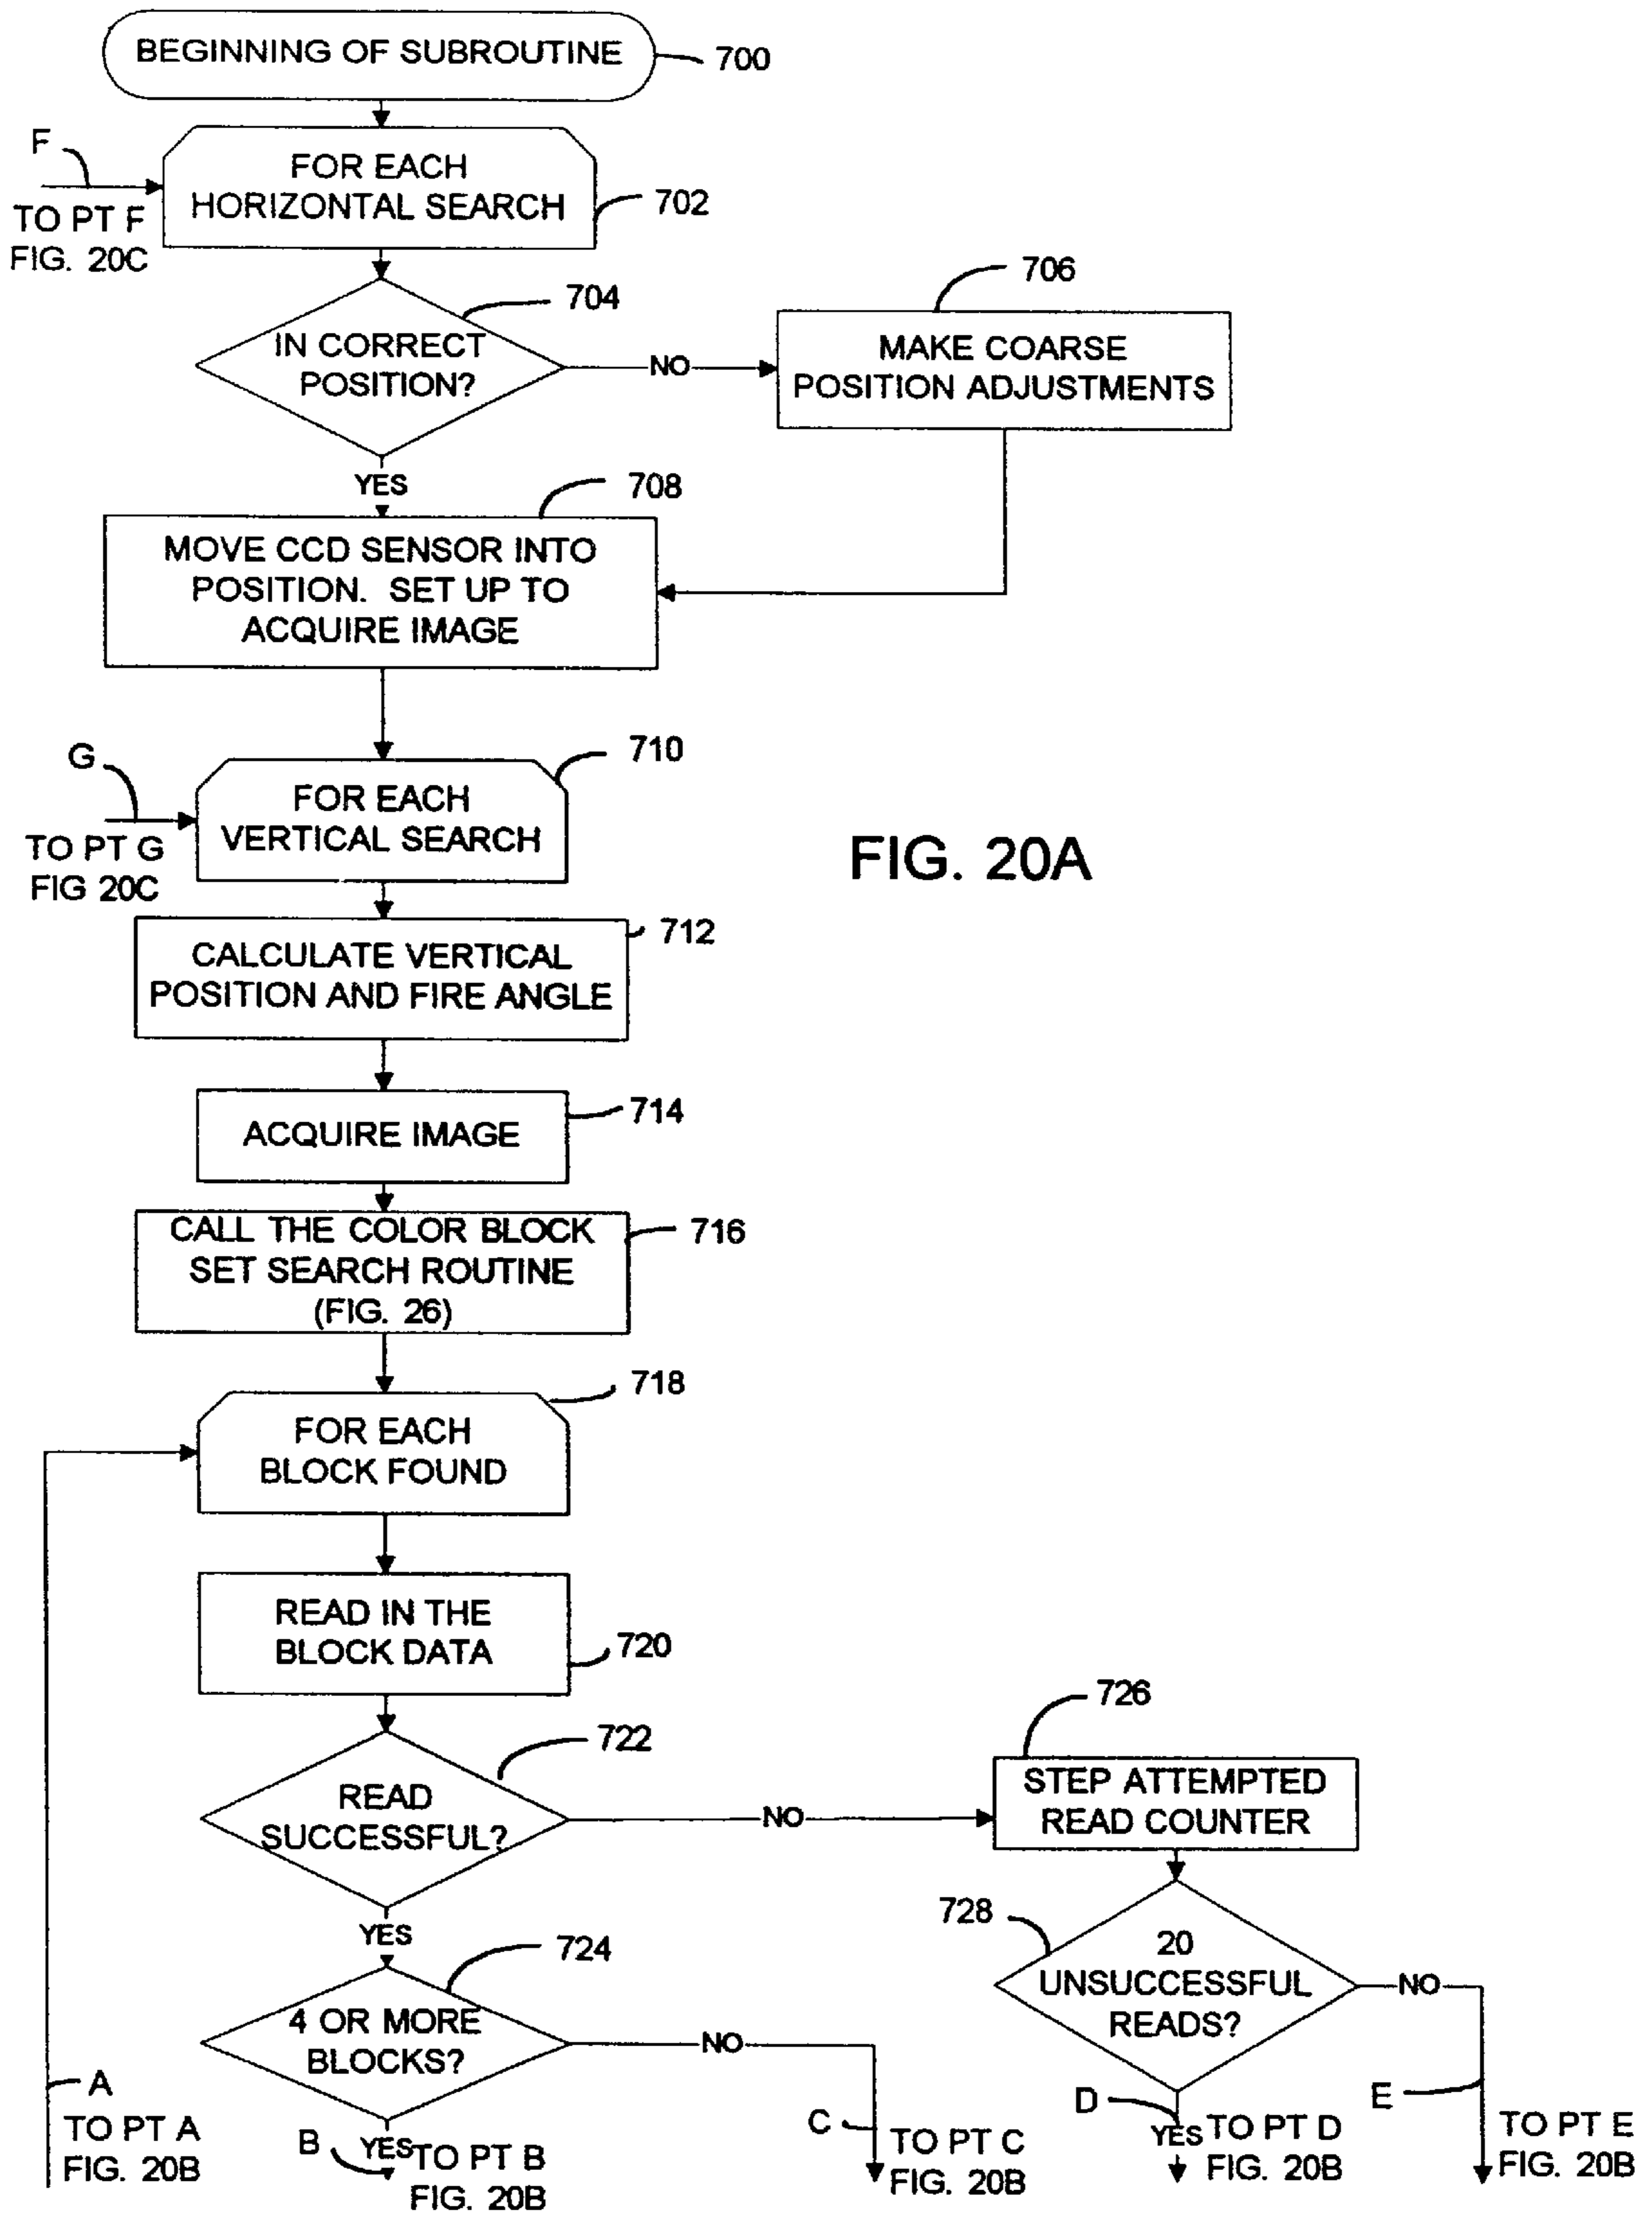 BEGINNING OF SUBROUTINE
700
F
TO PT F
FIG. 20C
FOR EACH
HORIZONTAL SEARCH
702
704
IN CORRECT
POSITION?
NO
706
MAKE COARSE
POSITION ADJUSTMENTS
YES
708
MOVE CCD SENSOR INTO
POSITION. SET UP TO
ACQUIRE IMAGE
G
TO PT G
FIG 20C
710
FOR EACH
VERTICAL SEARCH
FIG. 20A
712
CALCULATE VERTICAL
POSITION AND FIRE ANGLE
714
ACQUIRE IMAGE
716
CALL THE COLOR BLOCK
SET SEARCH ROUTINE
(FIG. 26)
718
FOR EACH
BLOCK FOUND
READ IN THE
BLOCK DATA
720
722
READ
SUCCESSFUL?
NO
726
STEP ATTEMPTED
READ COUNTER
YES
724
4 OR MORE
BLOCKS?
NO
728
20
UNSUCCESSFUL
READS?
NO
A
TO PT A
FIG. 20B
B
YES
TO PT B
FIG. 20B
C
TO PT C
FIG. 20B
D
YES
TO PT D
FIG. 20B
E
TO PT E
FIG. 20B